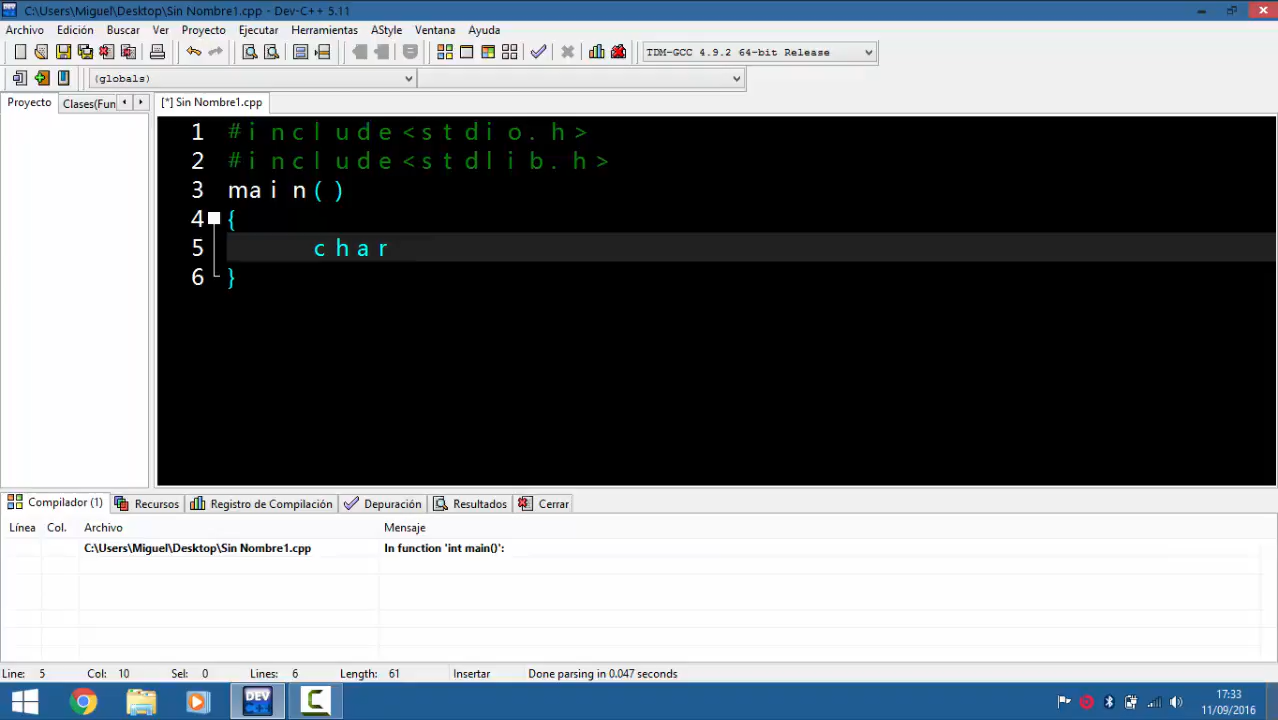 C:\Users\Miguel\Desktop\Sin Nombre1.cpp - Dev-C++ 5.11
Archivo Edición Buscar Ver Proyecto Ejecutar Herramientas AStyle Ventana Ayuda
TDM-GCC 4.9.2 64-bit Release
(globals)
Proyecto Clases(Fun [*] Sin Nombre1.cpp
1 #include<stdio.h>
2 #include<stdlib.h>
3 main()
4 {
5 char
6 }
Compilador (1) Recursos Registro de Compilación Depuración Resultados Cerrar
Línea Col. Archivo Mensaje
C:\Users\Miguel\Desktop\Sin Nombre1.cpp In function 'int main()':
Line: 5 Col: 10 Sel: 0 Lines: 6 Length: 61 Insertar Done parsing in 0.047 seconds
DEV C++
17:33
11/09/2016